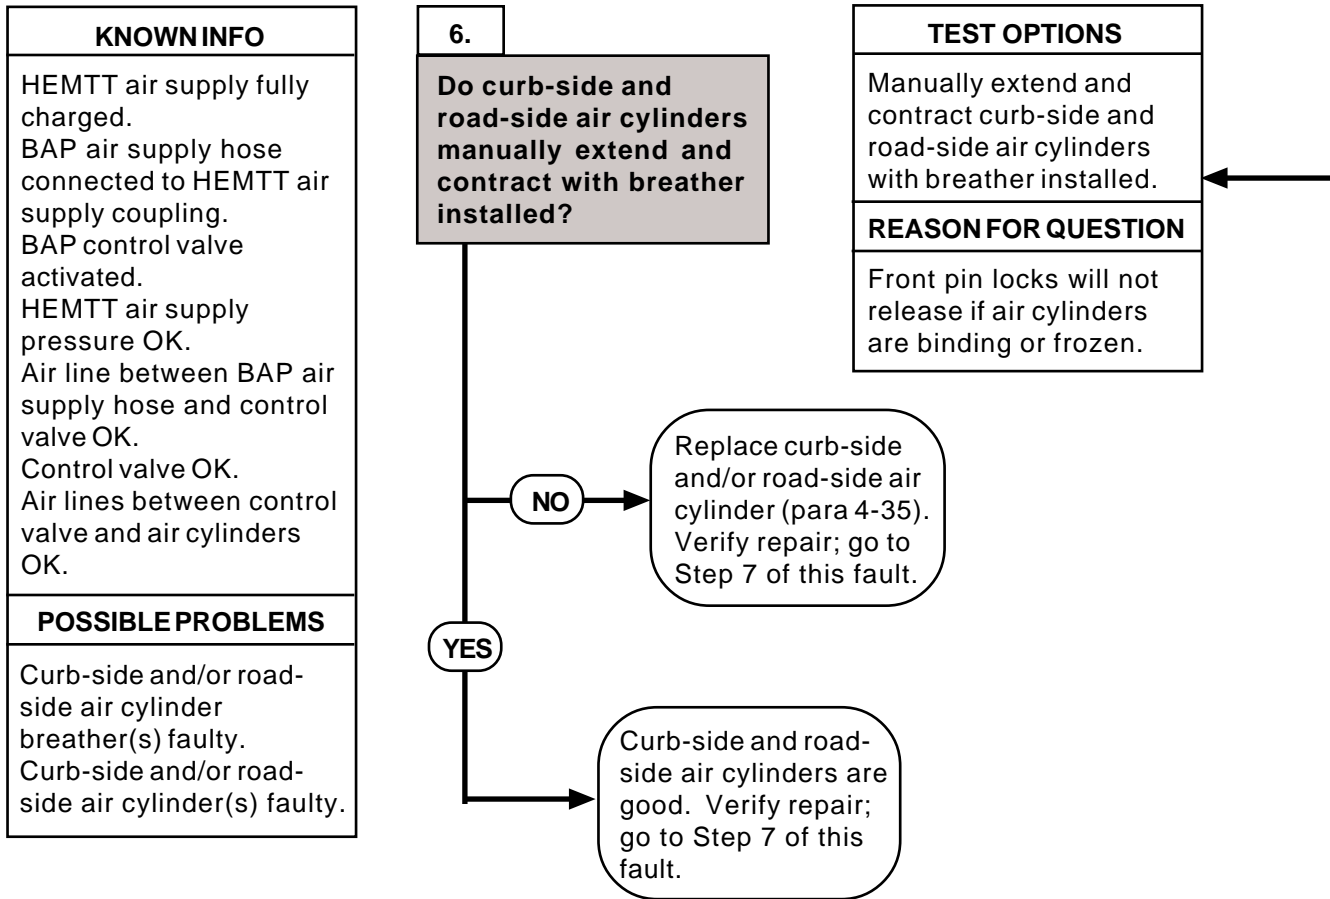 KNOWN INFO
HEMTT air supply fully
charged.
BAP air supply hose
connected to HEMTT air
supply coupling.
BAP control valve
activated.
HEMTT air supply
pressure OK.
Air line between BAP air
supply hose and control
valve OK.
Control valve OK.
Air lines between control
valve and air cylinders
OK.
POSSIBLE PROBLEMS
Curb-side and/or road-
side air cylinder
breather(s) faulty.
Curb-side and/or road-
side air cylinder(s) faulty.
6.
Do curb-side and
road-side air cylinders
manually extend and
contract with breather
installed?
TEST OPTIONS
Manually extend and
contract curb-side and
road-side air cylinders
with breather installed.
REASON FOR QUESTION
Front pin locks will not
release if air cylinders
are binding or frozen.
NO
Replace curb-side
and/or road-side air
cylinder (para 4-35).
Verify repair; go to
Step 7 of this fault.
YES
Curb-side and road-
side air cylinders are
good. Verify repair;
go to Step 7 of this
fault.